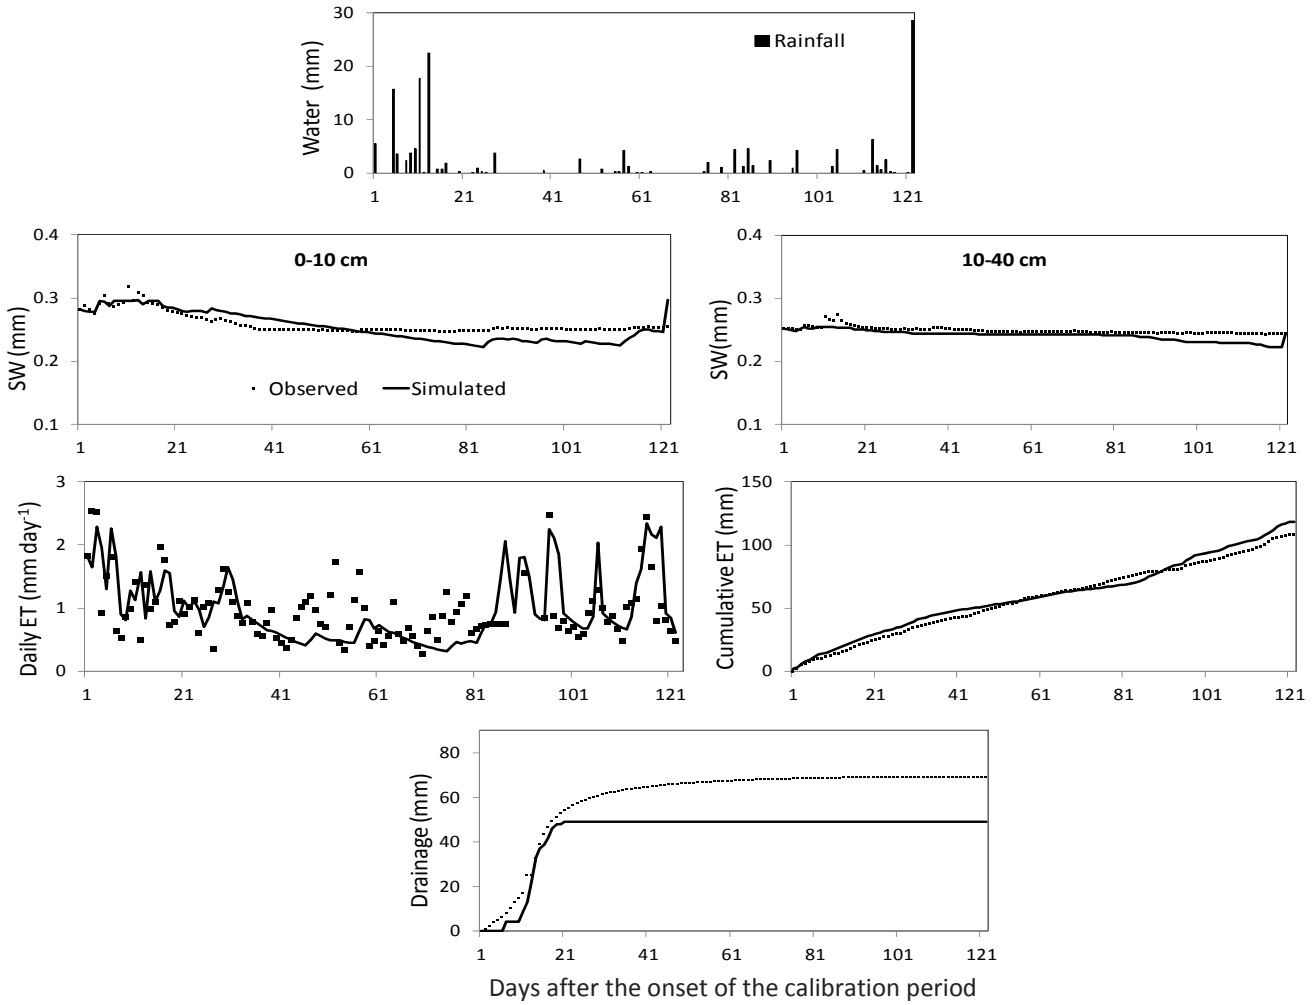 30
20
10
0
Water (mm)
Rainfall
1 21 41 61 81 101 121
0.4
0.3
0.2
0.1
SW (mm)
0-10 cm
Observed Simulated
1 21 41 61 81 101 121
0.4
0.3
0.2
0.1
SW(mm)
10-40 cm
1 21 41 61 81 101 121
3
2
1
0
Daily ET (mm day-1)
1 21 41 61 81 101 121
150
100
50
0
Cumulative ET (mm)
1 21 41 61 81 101 121
80
60
40
20
0
Drainage (mm)
1 21 41 61 81 101 121
Days after the onset of the calibration period